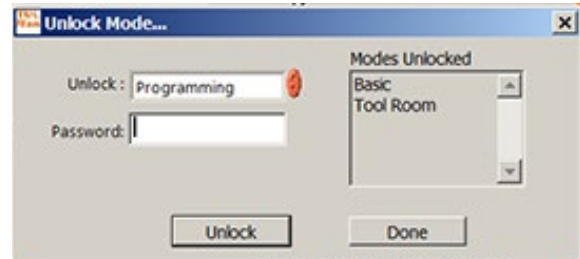 Unlock Mode...
Unlock : Programming
Password:
Modes Unlocked
Basic
Tool Room
Unlock
Done